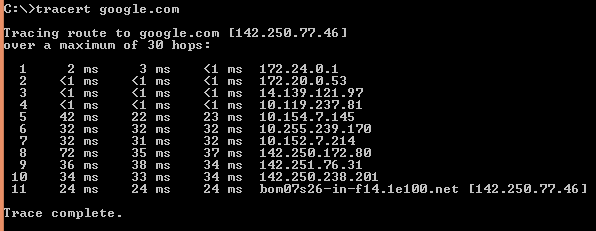 C:\>tracert google.com
Tracing route to google.com [142.250.77.46]
over a maximum of 30 hops:
1 2 ms 3 ms <1 ms 172.24.0.1
2 <1 ms <1 ms <1 ms 172.20.0.53
3 <1 ms <1 ms <1 ms 14.139.121.97
4 <1 ms <1 ms <1 ms 10.119.237.81
5 42 ms 22 ms 23 ms 10.154.7.145
6 32 ms 32 ms 32 ms 10.255.239.170
7 32 ms 31 ms 32 ms 10.152.7.214
8 72 ms 35 ms 37 ms 142.250.172.80
9 36 ms 38 ms 34 ms 142.251.76.31
10 34 ms 33 ms 34 ms 142.250.238.201
11 24 ms 24 ms 24 ms bom07s26-in-f14.1e100.net [142.250.77.46]
Trace complete.